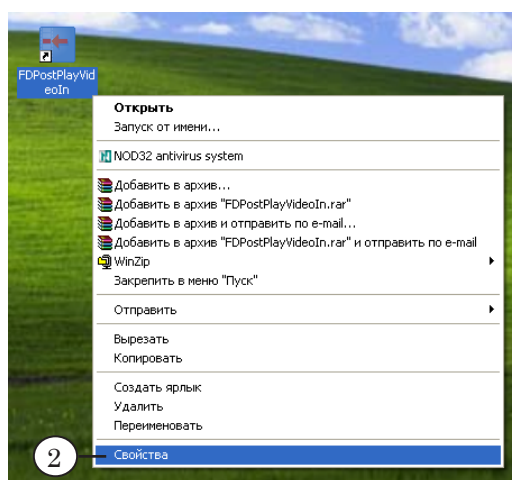 FDPostPlayVid
eoIn
Открыть
Запуск от имени...
NOD32 antivirus system
Добавить в архив...
Добавить в архив "FDPostPlayVideoIn.rar"
Добавить в архив и отправить по e-mail...
Добавить в архив "FDPostPlayVideoIn.rar" и отправить по e-mail
WinZip
Закрепить в меню "Пуск"
Отправить
Вырезать
Копировать
Создать ярлык
Удалить
Переименовать
2 Свойства